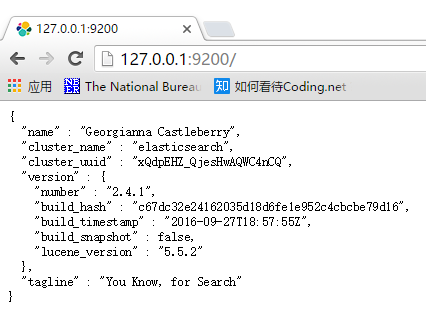 127.0.0.1:9200
127.0.0.1:9200/
应用 The National Bureau 知 如何看待Coding.net
{
"name" : "Georgianna Castleberry",
"cluster_name" : "elasticsearch",
"cluster_uuid" : "xQdpEHZ_QjesHwAQWC4nCQ",
"version" : {
"number" : "2.4.1",
"build_hash" : "c67dc32e24162035d18d6fe1e952c4cbcbe79d16",
"build_timestamp" : "2016-09-27T18:57:55Z",
"build_snapshot" : false,
"lucene_version" : "5.5.2"
},
"tagline" : "You Know, for Search"
}